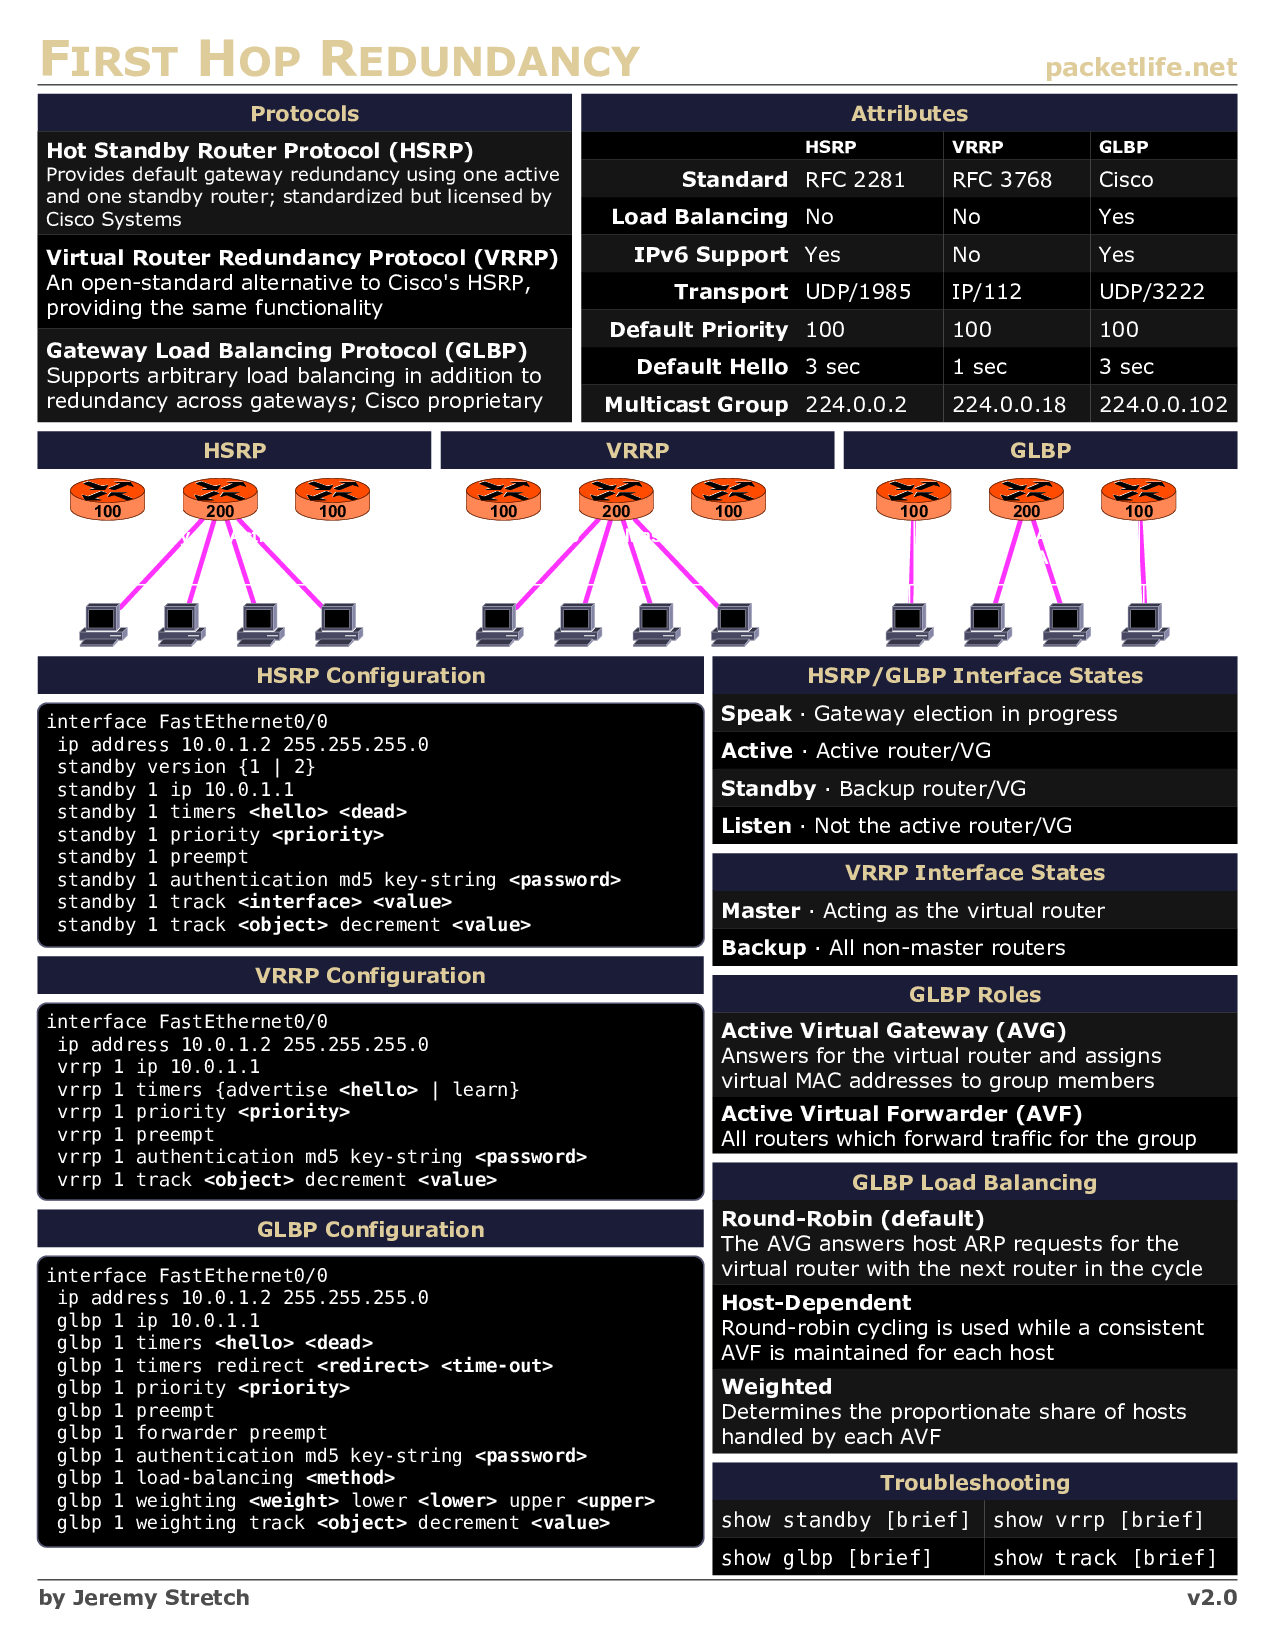 FIRST HOP REDUNDANCY
packetlife.net
Protocols
Hot Standby Router Protocol (HSRP)
Provides default gateway redundancy using one active
and one standby router; standardized but licensed by
Cisco Systems
Virtual Router Redundancy Protocol (VRRP)
An open-standard alternative to Cisco's HSRP,
providing the same functionality
Gateway Load Balancing Protocol (GLBP)
Supports arbitrary load balancing in addition to
redundancy across gateways; Cisco proprietary
Attributes
HSRP VRRP GLBP
Standard RFC 2281 RFC 3768 Cisco
Load Balancing No No Yes
IPv6 Support Yes No Yes
Transport UDP/1985 IP/112 UDP/3222
Default Priority 100 100 100
Default Hello 3 sec 1 sec 3 sec
Multicast Group 224.0.0.2 224.0.0.18 224.0.0.102
HSRP
100 200 100
VRRP
100 200 100
GLBP
100 200 100
HSRP Configuration
interface FastEthernet0/0
ip address 10.0.1.2 255.255.255.0
standby version {1 | 2}
standby 1 ip 10.0.1.1
standby 1 timers <hello> <dead>
standby 1 priority <priority>
standby 1 preempt
standby 1 authentication md5 key-string <password>
standby 1 track <interface> <value>
standby 1 track <object> decrement <value>
VRRP Configuration
interface FastEthernet0/0
ip address 10.0.1.2 255.255.255.0
vrrp 1 ip 10.0.1.1
vrrp 1 timers {advertise <hello> | learn}
vrrp 1 priority <priority>
vrrp 1 preempt
vrrp 1 authentication md5 key-string <password>
vrrp 1 track <object> decrement <value>
GLBP Configuration
interface FastEthernet0/0
ip address 10.0.1.2 255.255.255.0
glbp 1 ip 10.0.1.1
glbp 1 timers <hello> <dead>
glbp 1 timers redirect <redirect> <time-out>
glbp 1 priority <priority>
glbp 1 preempt
glbp 1 forwarder preempt
glbp 1 authentication md5 key-string <password>
glbp 1 load-balancing <method>
glbp 1 weighting <weight> lower <lower> upper <upper>
glbp 1 weighting track <object> decrement <value>
HSRP/GLBP Interface States
Speak · Gateway election in progress
Active · Active router/VG
Standby · Backup router/VG
Listen · Not the active router/VG
VRRP Interface States
Master · Acting as the virtual router
Backup · All non-master routers
GLBP Roles
Active Virtual Gateway (AVG)
Answers for the virtual router and assigns
virtual MAC addresses to group members
Active Virtual Forwarder (AVF)
All routers which forward traffic for the group
GLBP Load Balancing
Round-Robin (default)
The AVG answers host ARP requests for the
virtual router with the next router in the cycle
Host-Dependent
Round-robin cycling is used while a consistent
AVF is maintained for each host
Weighted
Determines the proportionate share of hosts
handled by each AVF
Troubleshooting
show standby [brief] show vrrp [brief]
show glbp [brief] show track [brief]
by Jeremy Stretch
v2.0